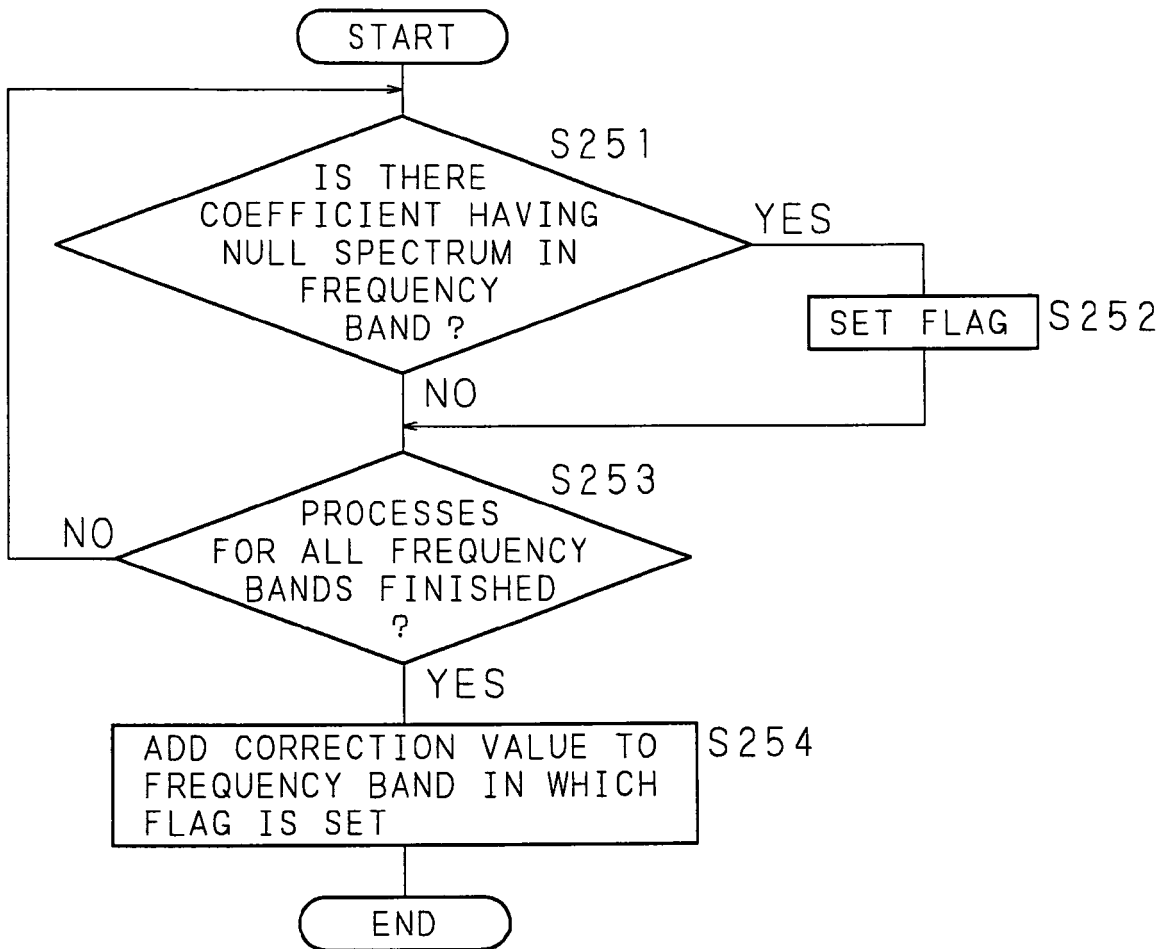 START
S251
IS THERE
COEFFICIENT HAVING
NULL SPECTRUM IN
FREQUENCY
BAND?
YES
SET FLAG
S252
NO
S253
PROCESSES
FOR ALL FREQUENCY
BANDS FINISHED
?
NO
YES
ADD CORRECTION VALUE TO
FREQUENCY BAND IN WHICH
FLAG IS SET
S254
END